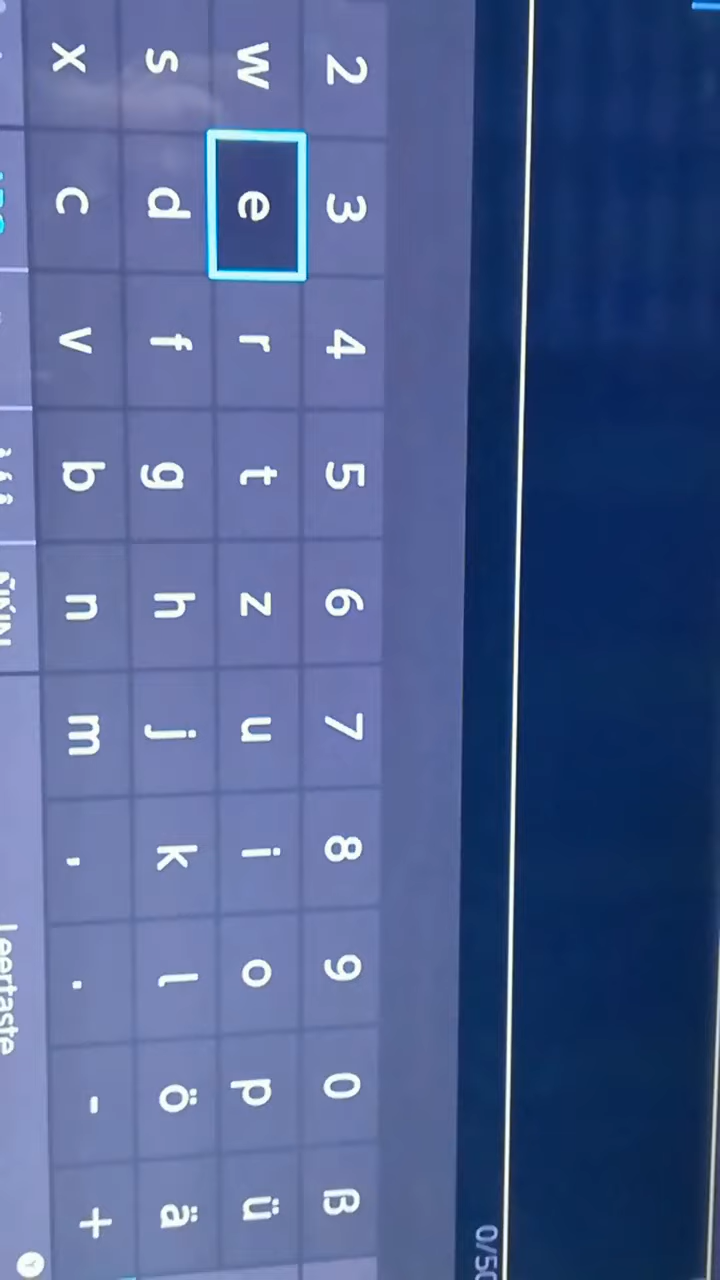 0/50
2 3 4 5 6 7 8 9 0 ß
w e r t z u i o p ü
s d f g h j k l ö ä
x c v b n m , . - +
Leertaste
Y